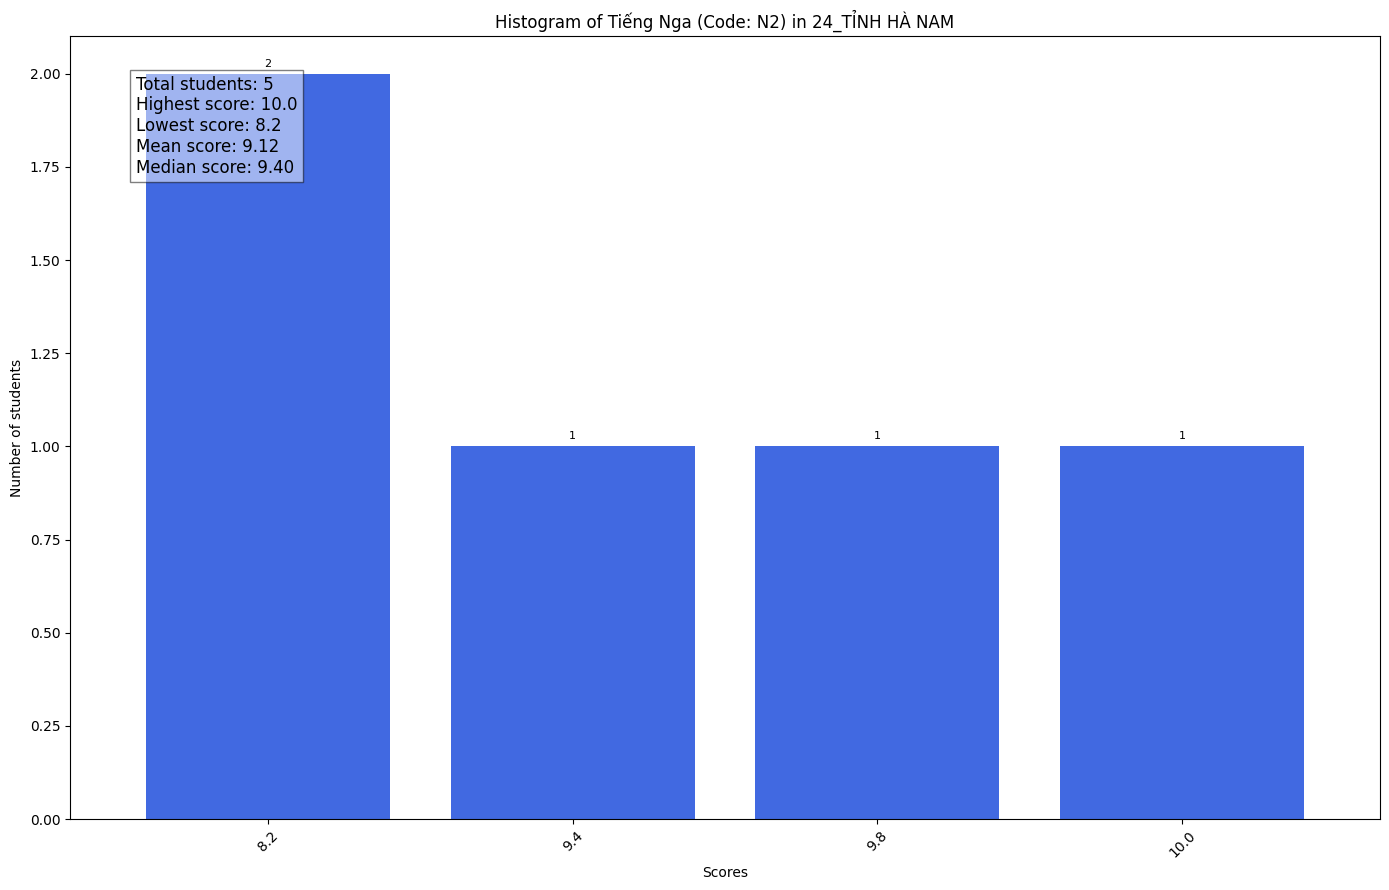 Histogram of Tiếng Nga (Code: N2) in 24_TỈNH HÀ NAM
2
Total students: 5
Highest score: 10.0
Lowest score: 8.2
Mean score: 9.12
Median score: 9.40
1
1
1
2.00
1.75
1.50
1.25
1.00
0.75
0.50
0.25
0.00
Number of students
8.2
9.4
9.8
10.0
Scores